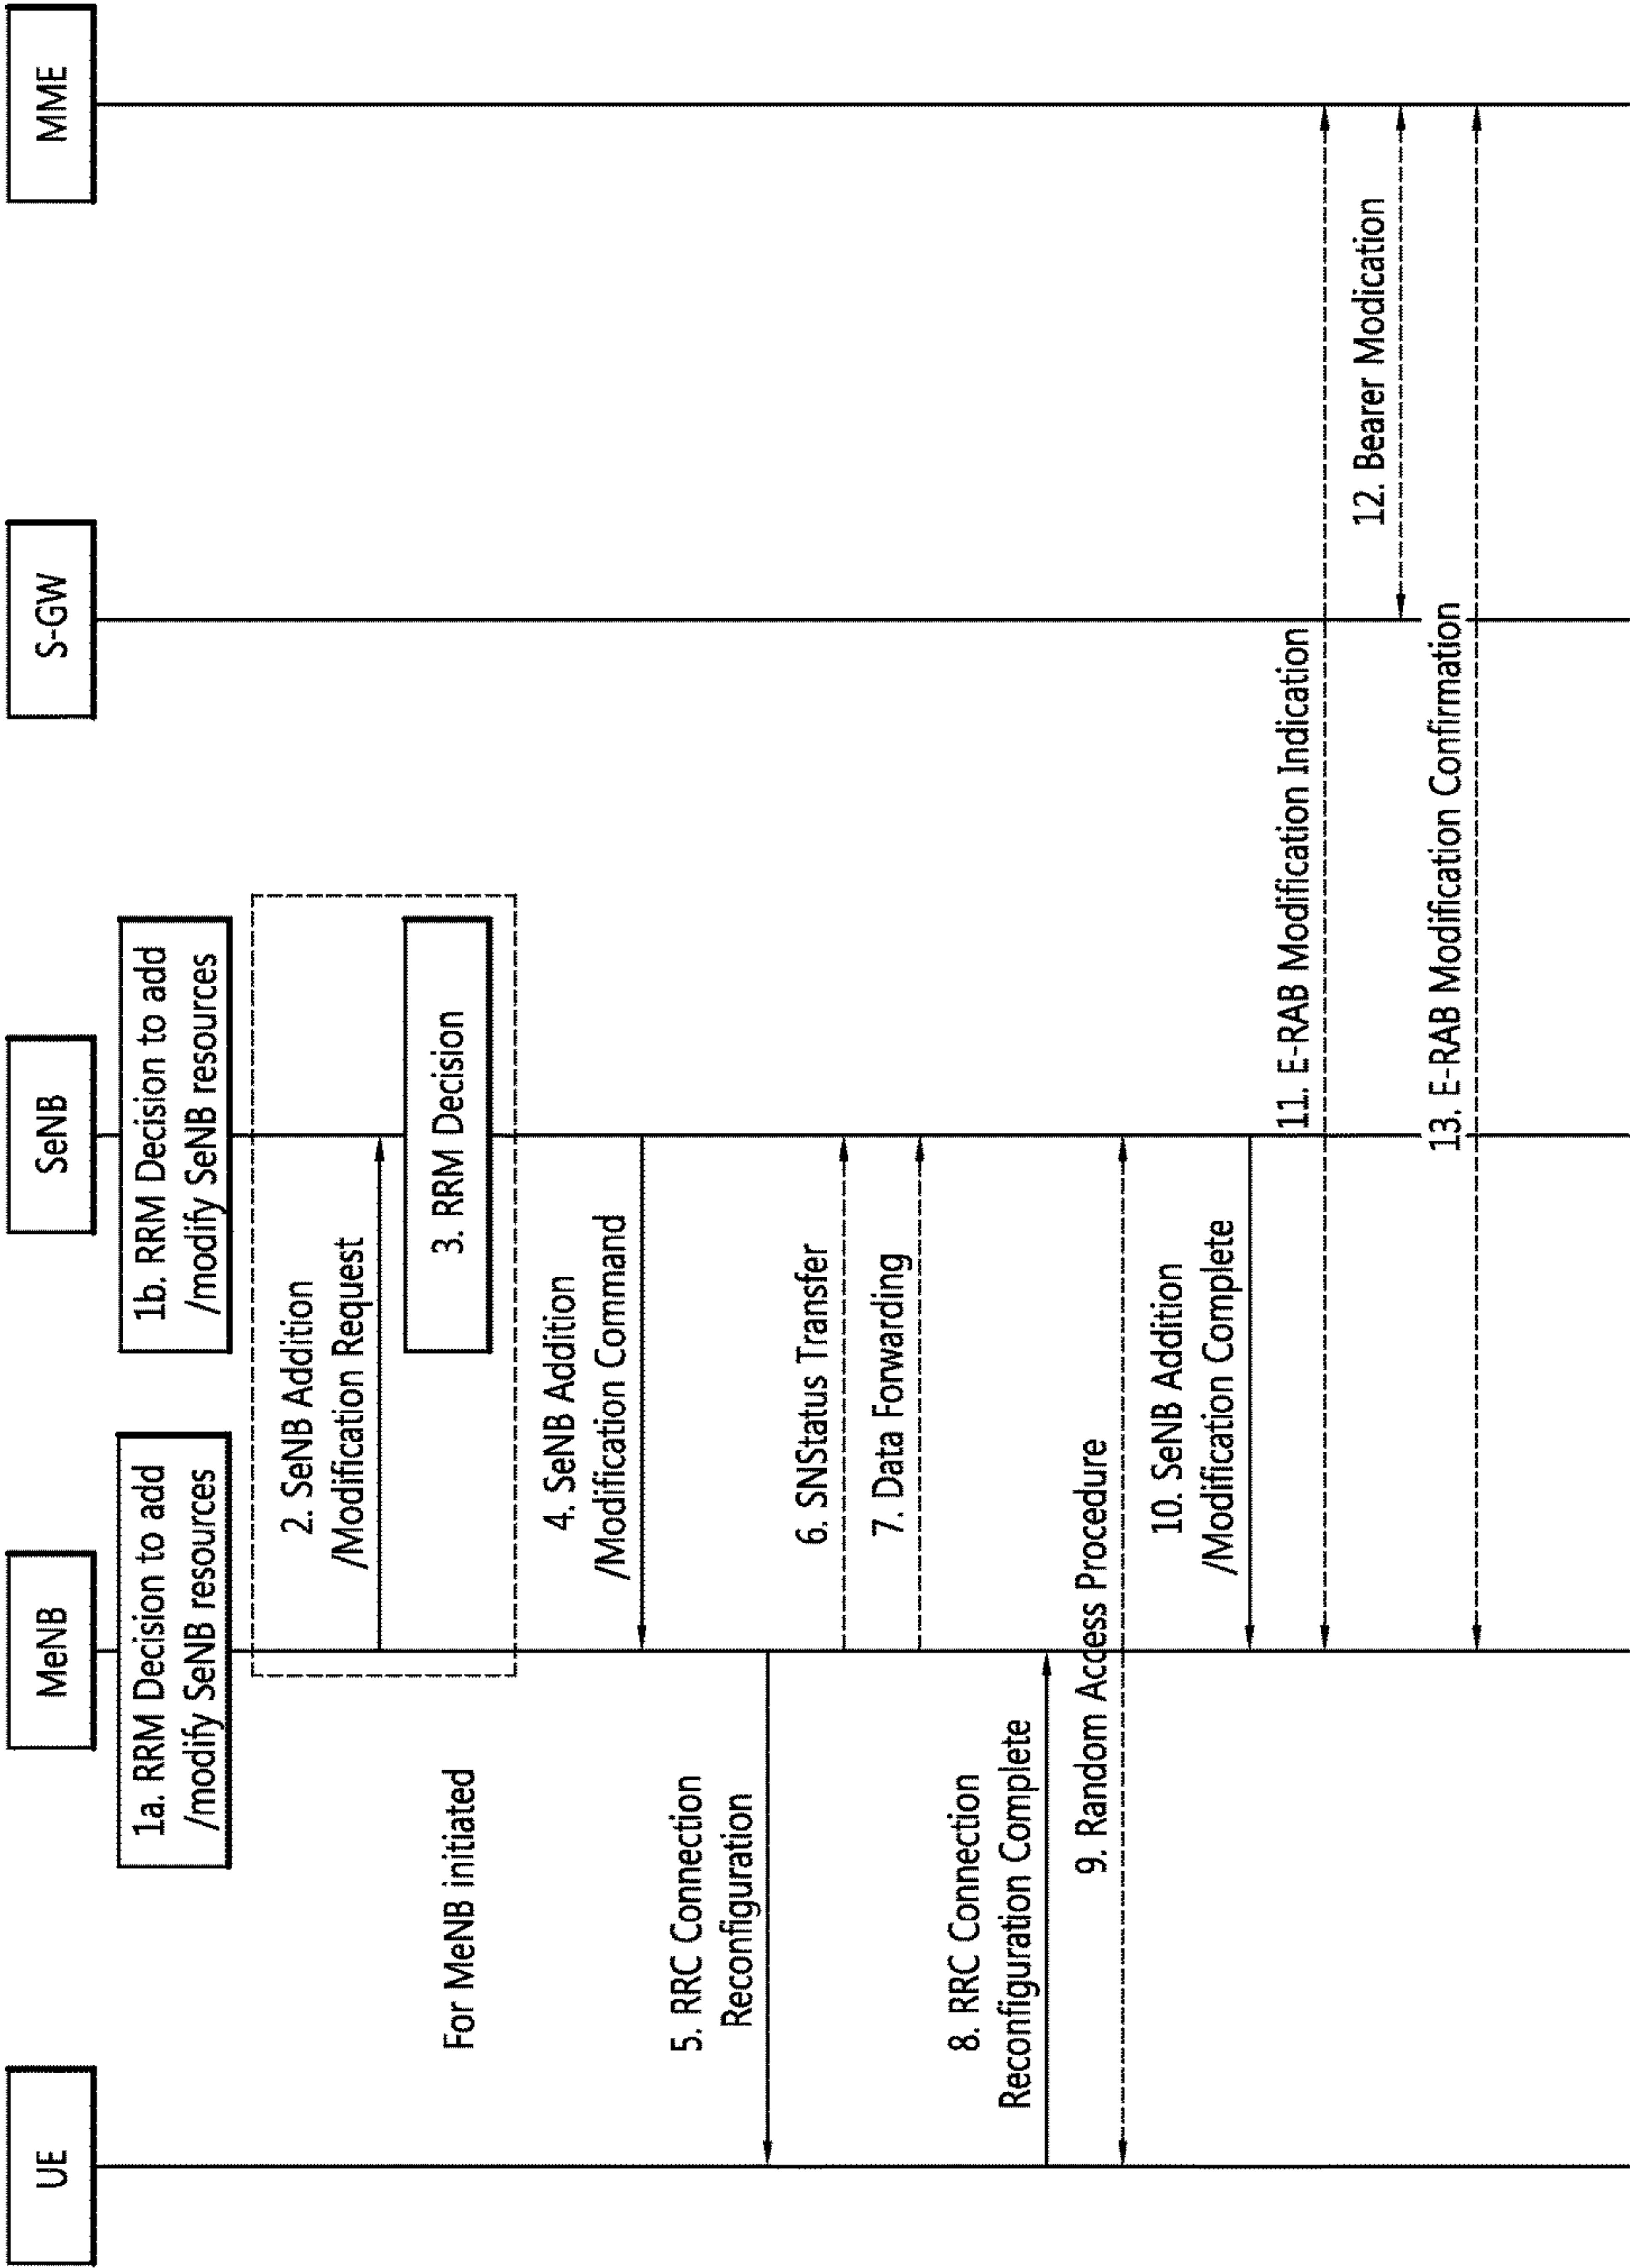 UE
MeNB
SeNB
S-GW
MME
1a. RRM Decision to add
/modify SeNB resources
1b. RRM Decision to add
/modify SeNB resources
2. SeNB Addition
/Modification Request
For MeNB initiated
3. RRM Decision
4. SeNB Addition
/Modification Command
5. RRC Connection
Reconfiguration
6. SNStatus Transfer
7. Data Forwarding
8. RRC Connection
Reconfiguration Complete
9. Random Access Procedure
10. SeNB Addition
/Modification Complete
11. E-RAB Modification Indication
12. Bearer Modication
13. E-RAB Modification Confirmation